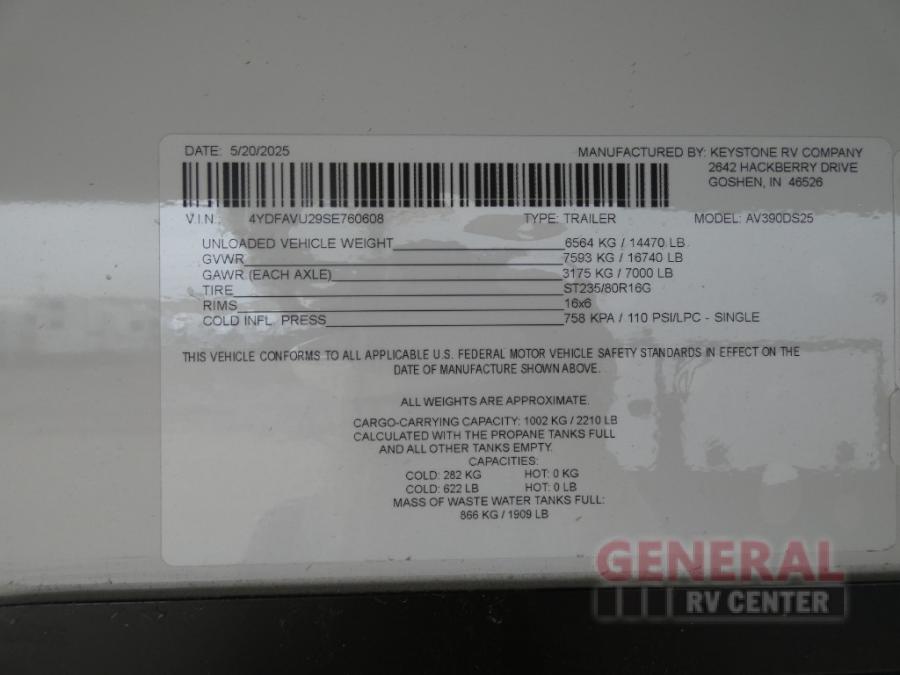 DATE: 5/20/2025 MANUFACTURED BY: KEYSTONE RV COMPANY
2642 HACKBERRY DRIVE
GOSHEN, IN 46526
V.I.N.: 4YDFAVU29SE760608 TYPE: TRAILER MODEL: AV390DS25
UNLOADED VEHICLE WEIGHT 6564 KG / 14470 LB
GVWR 7593 KG / 16740 LB
GAWR (EACH AXLE) 3175 KG / 7000 LB
TIRE ST235/80R16G
RIMS 16x6
COLD INFL. PRESS 758 KPA / 110 PSI/LPC - SINGLE
THIS VEHICLE CONFORMS TO ALL APPLICABLE U.S. FEDERAL MOTOR VEHICLE SAFETY STANDARDS IN EFFECT ON THE
DATE OF MANUFACTURE SHOWN ABOVE.
ALL WEIGHTS ARE APPROXIMATE.
CARGO-CARRYING CAPACITY: 1002 KG / 2210 LB
CALCULATED WITH THE PROPANE TANKS FULL
AND ALL OTHER TANKS EMPTY.
CAPACITIES:
COLD: 282 KG HOT: 0 KG
COLD: 622 LB HOT: 0 LB
MASS OF WASTE WATER TANKS FULL:
866 KG / 1909 LB
GENERAL
RV CENTER